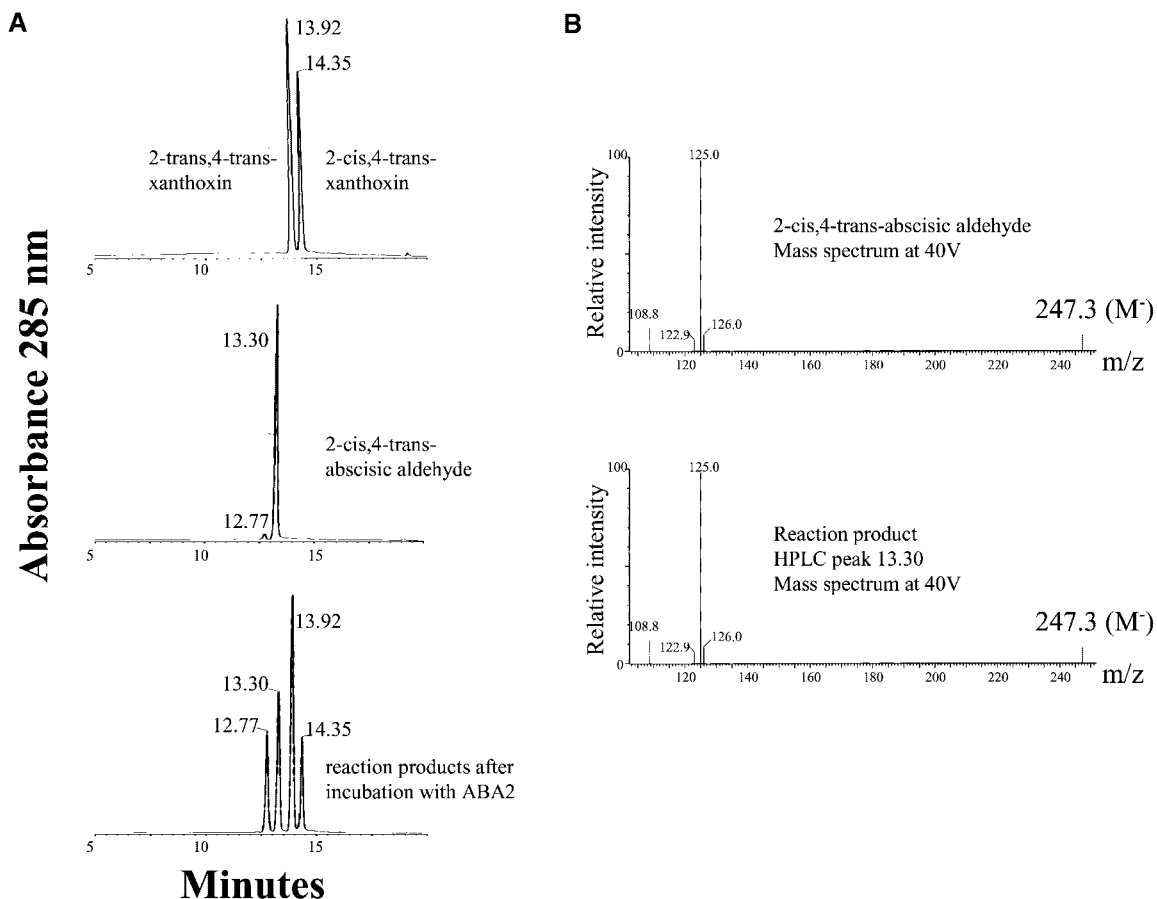 A
Absorbance 285 nm
13.92
14.35
2-trans,4-trans-
xanthoxin
2-cis,4-trans-
xanthoxin
5
10
15
13.30
2-cis,4-trans-
abscisic aldehyde
12.77
5
10
15
13.92
13.30
12.77
14.35
reaction products after
incubation with ABA2
5
10
15
Minutes
B
Relative intensity
100
125.0
2-cis,4-trans-abscisic aldehyde
Mass spectrum at 40V
247.3 (M⁻)
108.8
122.9
126.0
0
120
140
160
180
200
220
240
m/z
Relative intensity
100
125.0
Reaction product
HPLC peak 13.30
Mass spectrum at 40V
247.3 (M⁻)
108.8
122.9
126.0
0
120
140
160
180
200
220
240
m/z